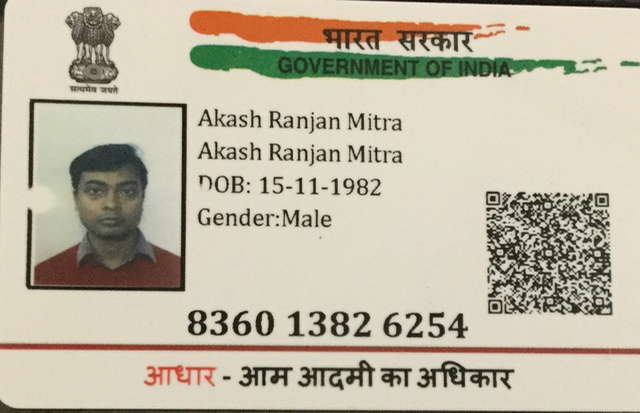 सत्यमेव जयते
भारत सरकार
GOVERNMENT OF INDIA
Akash Ranjan Mitra
Akash Ranjan Mitra
DOB: 15-11-1982
Gender:Male
8360 1382 6254
आधार - आम आदमी का अधिकार